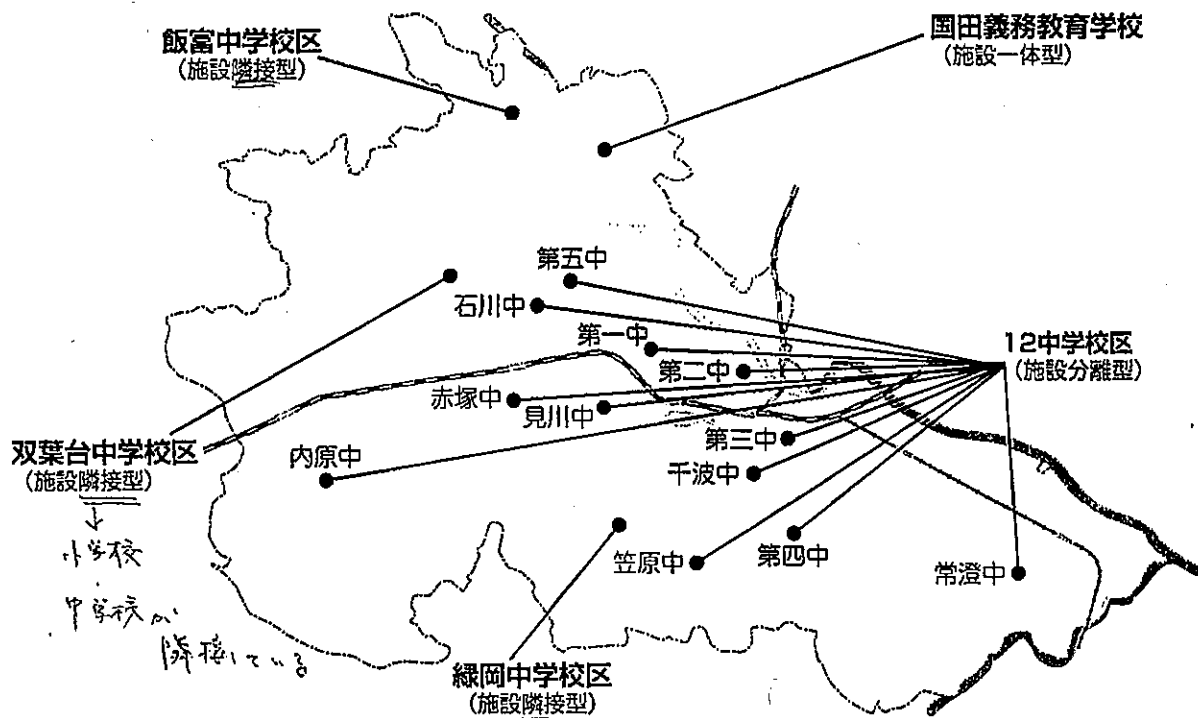 飯富中学校区
(施設隣接型)
国田義務教育学校
(施設一体型)
第五中
石川中
第一中
第二中
12中学校区
(施設分離型)
赤塚中
見川中
第三中
双葉台中学校区
(施設隣接型)
内原中
千波中
↓
小学校
・
中学校が
隣接している
笠原中
第四中
常澄中
緑岡中学校区
(施設隣接型)